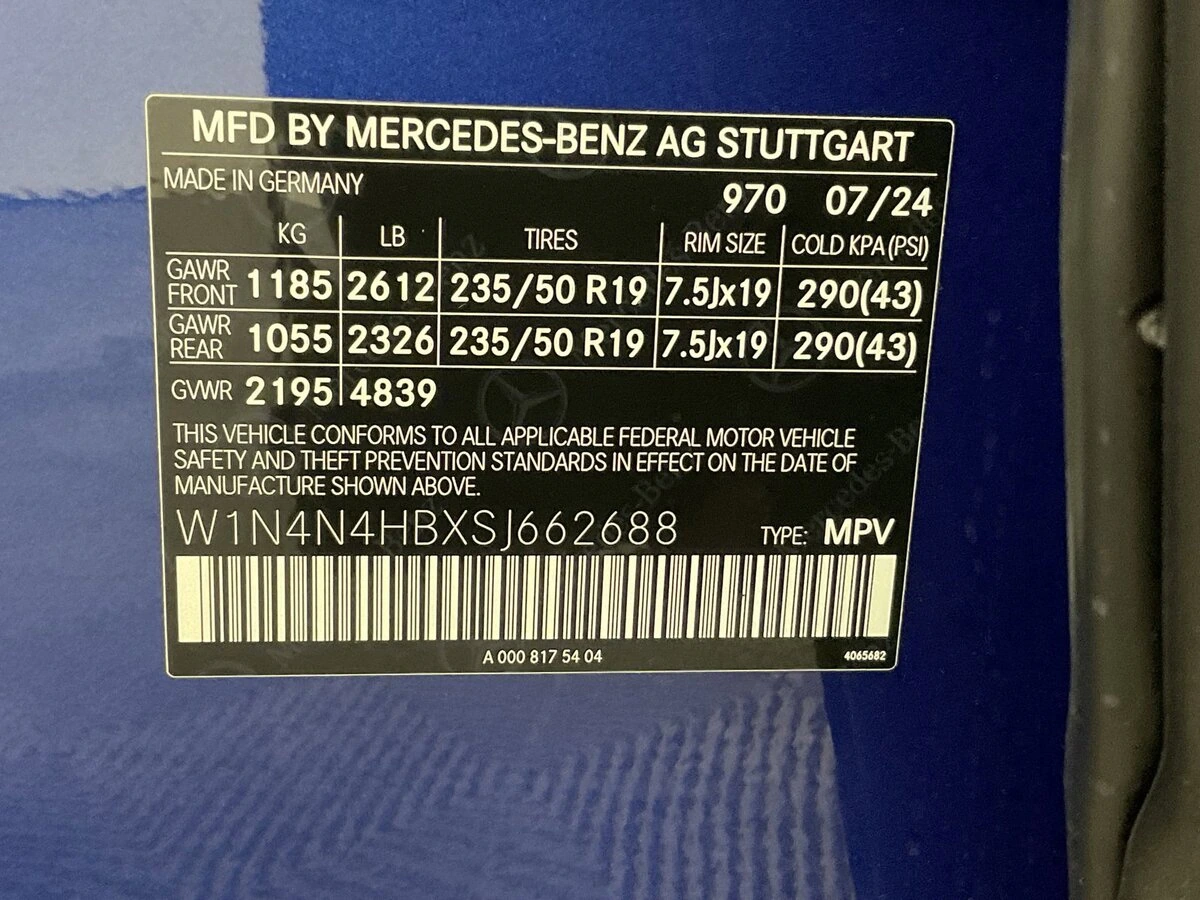 MFD BY MERCEDES-BENZ AG STUTTGART
MADE IN GERMANY
970 07/24
KG LB TIRES RIM SIZE COLD KPA (PSI)
GAWR FRONT 1185 2612 235/50 R19 7.5Jx19 290(43)
GAWR REAR 1055 2326 235/50 R19 7.5Jx19 290(43)
GVWR 2195 4839
THIS VEHICLE CONFORMS TO ALL APPLICABLE FEDERAL MOTOR VEHICLE
SAFETY AND THEFT PREVENTION STANDARDS IN EFFECT ON THE DATE OF
MANUFACTURE SHOWN ABOVE.
W1N4N4HBXSJ662688 TYPE: MPV
A 000 817 54 04 4065682